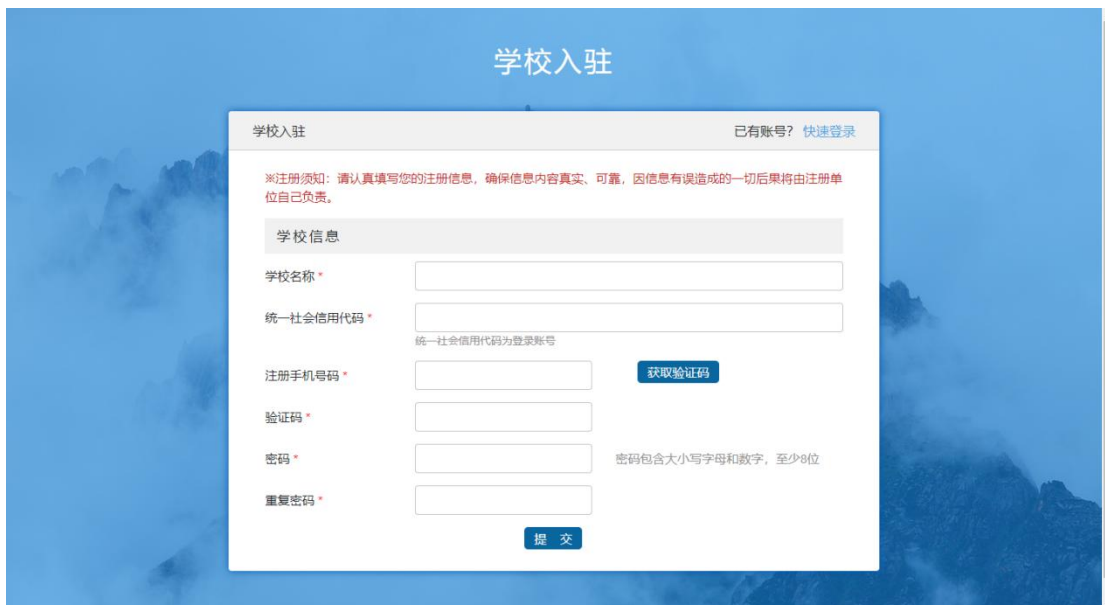 学校入驻
学校入驻 已有账号? 快速登录
※注册须知：请认真填写您的注册信息，确保信息内容真实、可靠，因信息有误造成的一切后果将由注册单
位自己负责。
学校信息
学校名称 *
统一社会信用代码 *
统一社会信用代码为登录账号
注册手机号码 * 获取验证码
验证码 *
密码 * 密码包含大小写字母和数字，至少8位
重复密码 *
提 交